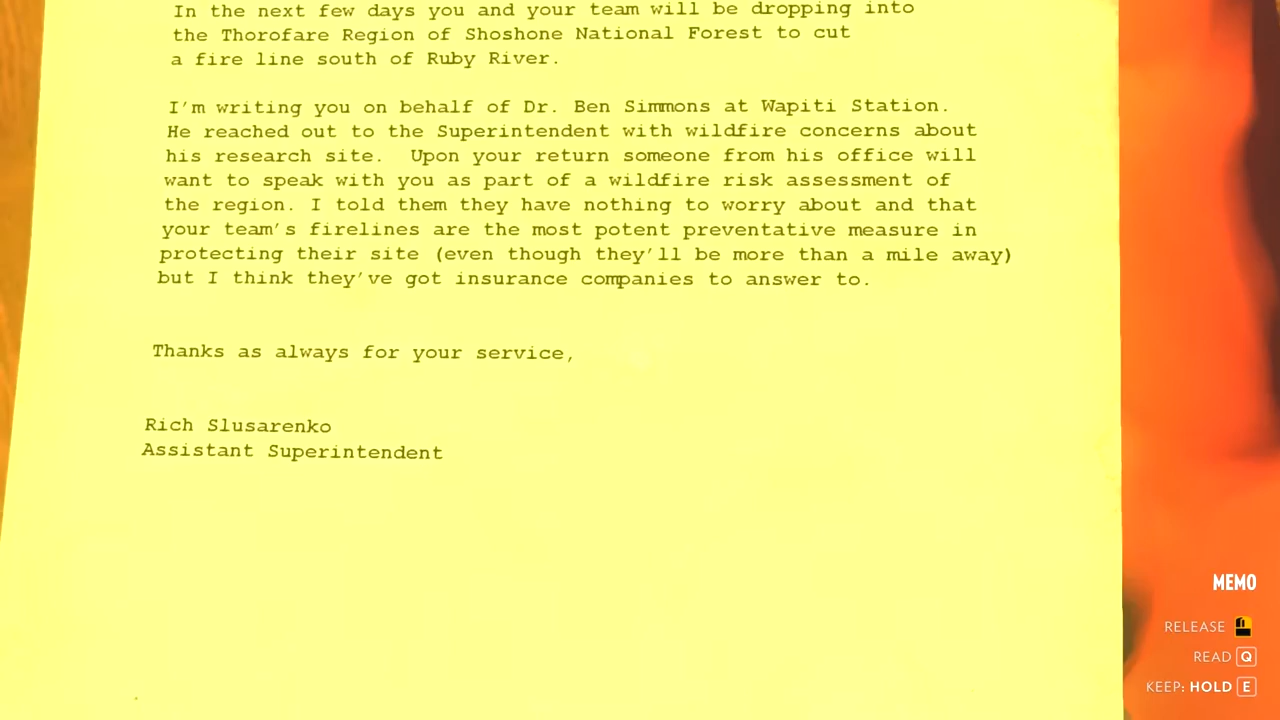 In the next few days you and your team will be dropping into
the Thorofare Region of Shoshone National Forest to cut
a fire line south of Ruby River.
I'm writing you on behalf of Dr. Ben Simmons at Wapiti Station.
He reached out to the Superintendent with wildfire concerns about
his research site.  Upon your return someone from his office will
want to speak with you as part of a wildfire risk assessment of
the region. I told them they have nothing to worry about and that
your team's firelines are the most potent preventative measure in
protecting their site (even though they'll be more than a mile away)
but I think they've got insurance companies to answer to.
Thanks as always for your service,
Rich Slusarenko
Assistant Superintendent
MEMO
RELEASE
READ Q
KEEP: HOLD E